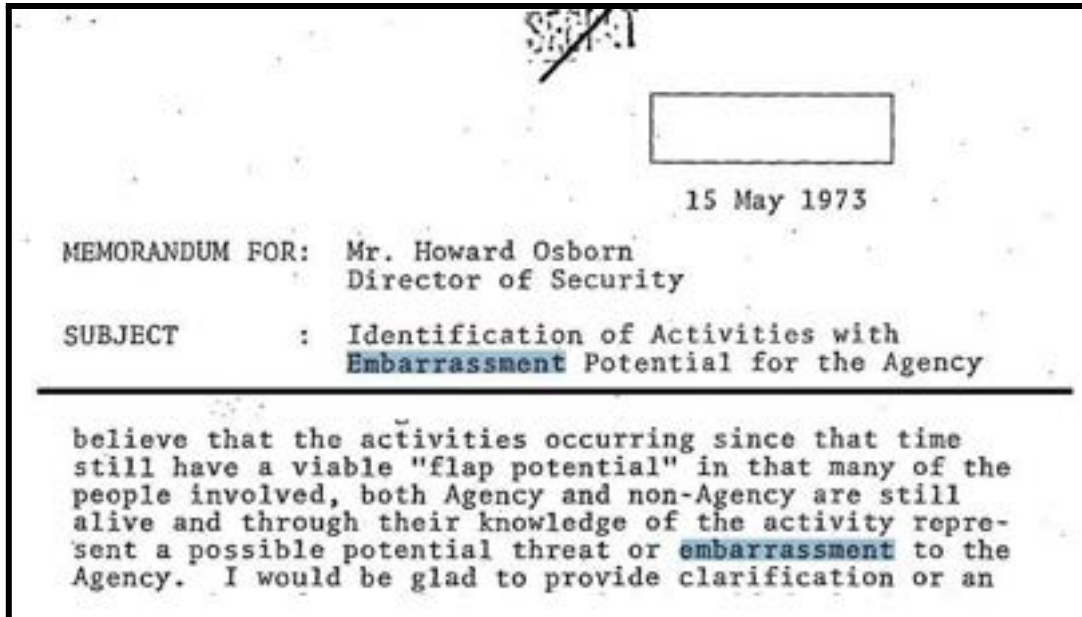 SECRET
15 May 1973
MEMORANDUM FOR: Mr. Howard Osborn
Director of Security
SUBJECT : Identification of Activities with
Embarrassment Potential for the Agency
believe that the activities occurring since that time
still have a viable "flap potential" in that many of the
people involved, both Agency and non-Agency are still
alive and through their knowledge of the activity repre-
sent a possible potential threat or embarrassment to the
Agency. I would be glad to provide clarification or an